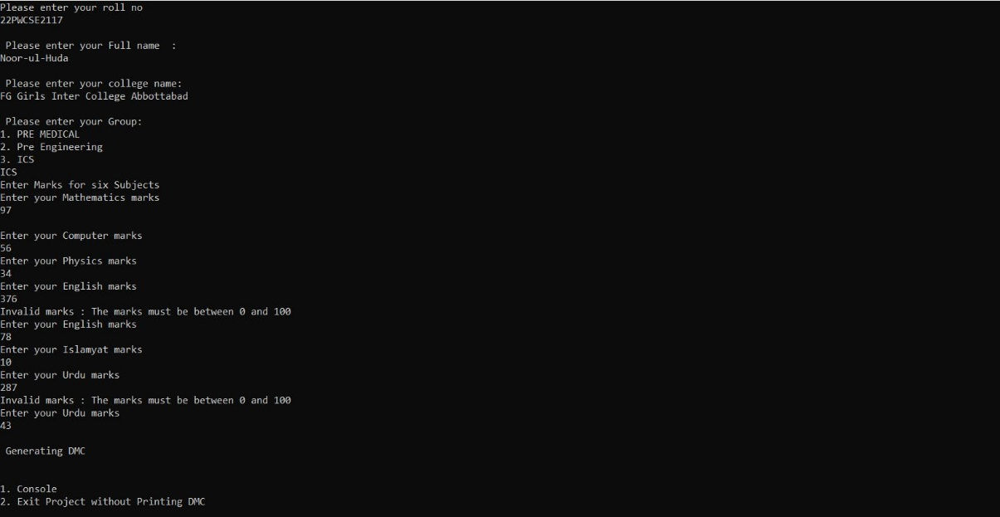 Please enter your roll no
22PWCSE2117
Please enter your Full name  :
Noor-ul-Huda
Please enter your college name:
FG Girls Inter College Abbottabad
Please enter your Group:
1. PRE MEDICAL
2. Pre Engineering
3. ICS
ICS
Enter Marks for six Subjects
Enter your Mathematics marks
97
Enter your Computer marks
56
Enter your Physics marks
34
Enter your English marks
376
Invalid marks : The marks must be between 0 and 100
Enter your English marks
78
Enter your Islamyat marks
10
Enter your Urdu marks
287
Invalid marks : The marks must be between 0 and 100
Enter your Urdu marks
43
Generating DMC
1. Console
2. Exit Project without Printing DMC